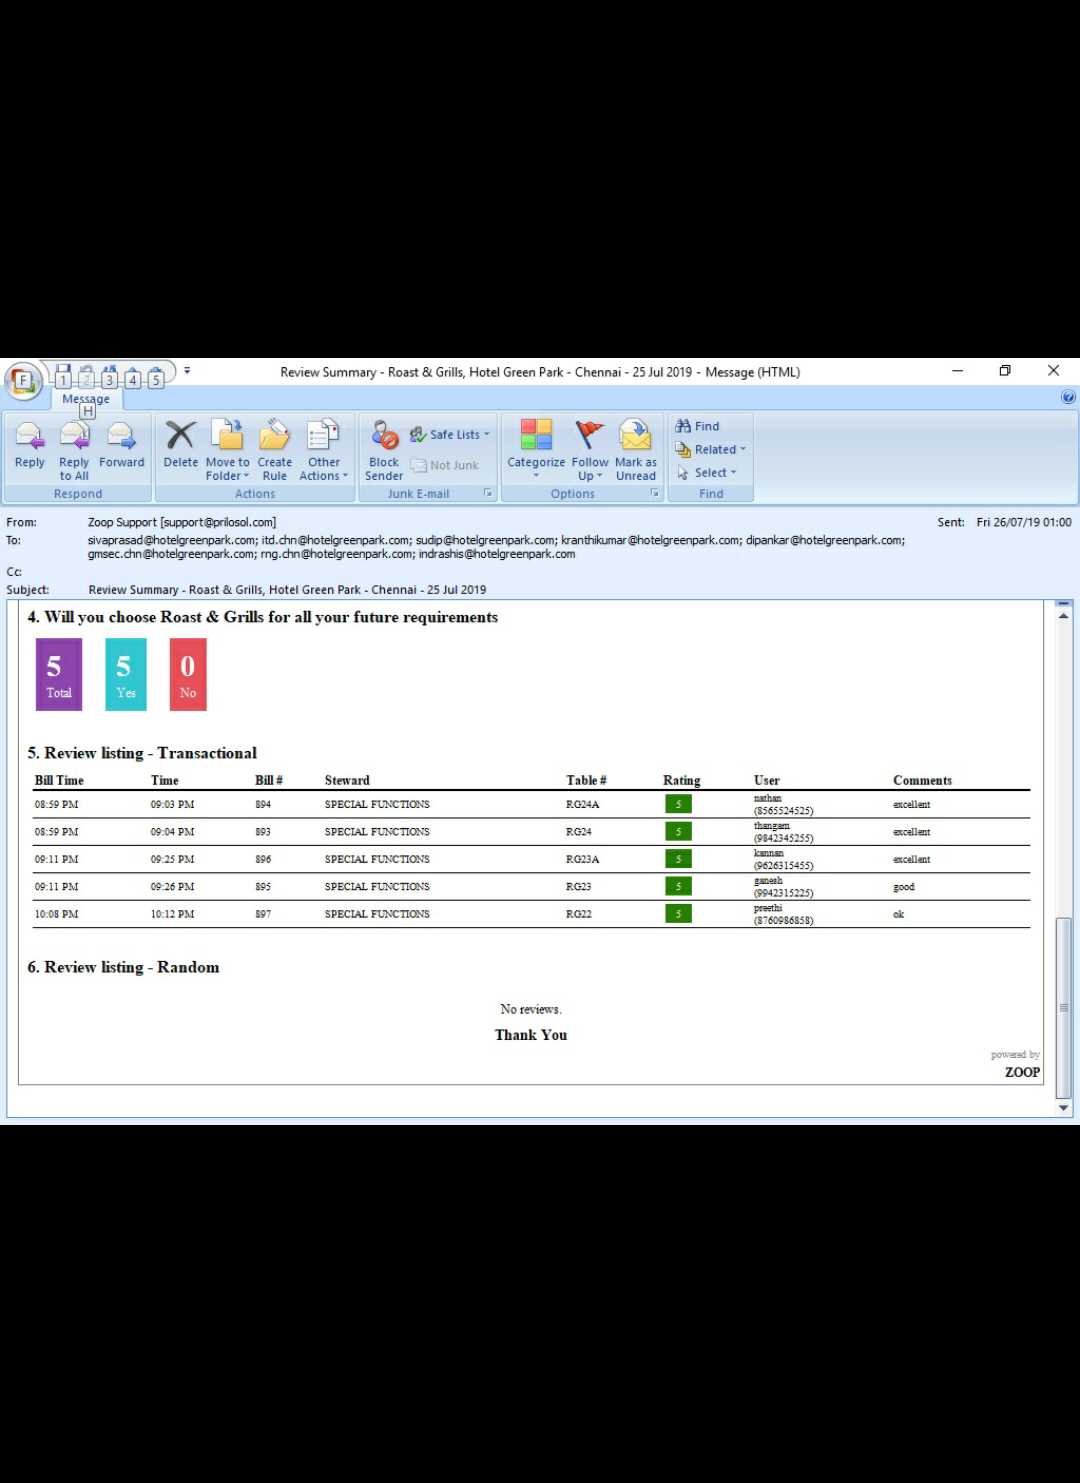 Review Summary - Roast & Grills, Hotel Green Park - Chennai - 25 Jul 2019 - Message (HTML)
F 1 2 3 4 5
Message
H
Reply Reply to All Forward
Respond
Delete Move to Folder Create Rule Other Actions
Actions
Block Sender Safe Lists Not Junk
Junk E-mail
Categorize Follow Up Mark as Unread
Options
Find
Related
Select
Find
From: Zoop Support [support@prilosol.com] Sent: Fri 26/07/19 01:00
To: sivaprasad@hotelgreenpark.com; itd.chn@hotelgreenpark.com; sudip@hotelgreenpark.com; kranthikumar@hotelgreenpark.com; dipankar@hotelgreenpark.com;
gmsec.chn@hotelgreenpark.com; rng.chn@hotelgreenpark.com; indrashis@hotelgreenpark.com
Cc:
Subject: Review Summary - Roast & Grills, Hotel Green Park - Chennai - 25 Jul 2019
4. Will you choose Roast & Grills for all your future requirements
5 5 0
Total Yes No
5. Review listing - Transactional
Bill Time Time Bill # Steward Table # Rating User Comments
08:59 PM 09:03 PM 894 SPECIAL FUNCTIONS RG24A 5 nathan (8565524525) excellent
08:59 PM 09:04 PM 893 SPECIAL FUNCTIONS RG24 5 thangam (9842345255) excellent
09:11 PM 09:25 PM 896 SPECIAL FUNCTIONS RG23A 5 kannan (9626315455) excellent
09:11 PM 09:26 PM 895 SPECIAL FUNCTIONS RG23 5 ganesh (9942315225) good
10:08 PM 10:12 PM 897 SPECIAL FUNCTIONS RG22 5 preethi (8760986858) ok
6. Review listing - Random
No reviews.
Thank You
powered by
ZOOP